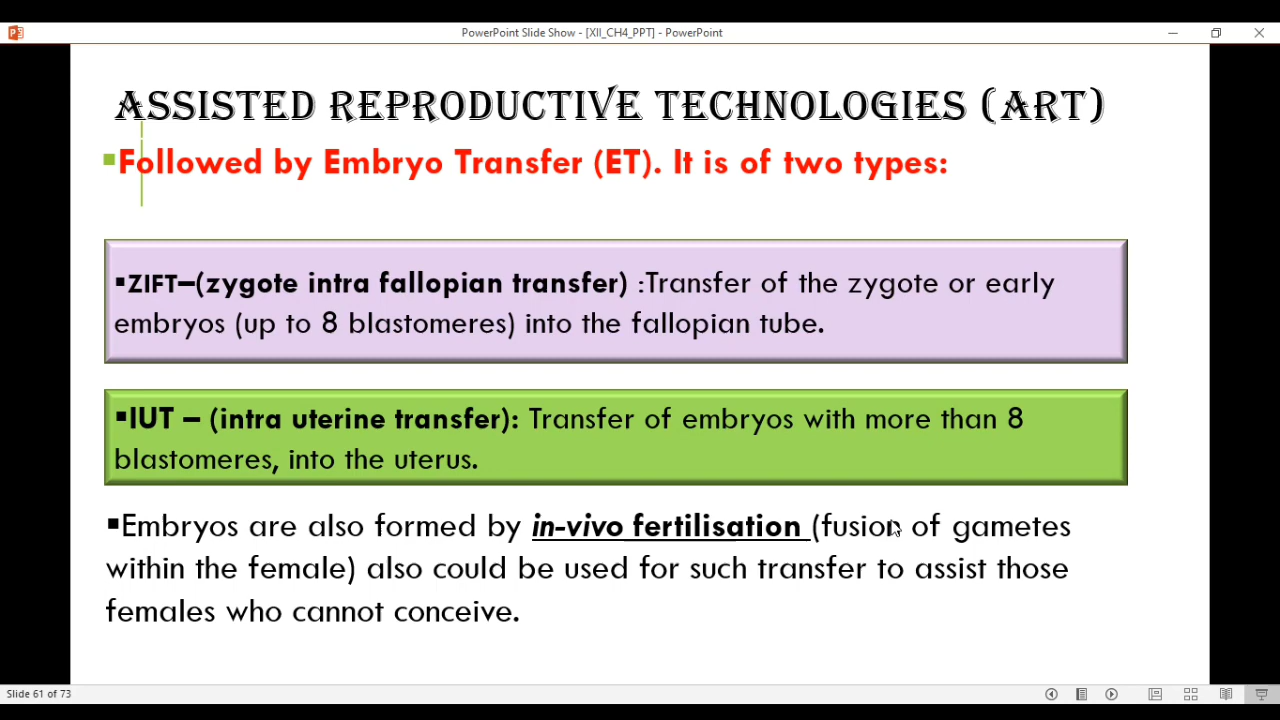 PowerPoint Slide Show - [XII_CH4_PPT] - PowerPoint
ASSISTED REPRODUCTIVE TECHNOLOGIES (ART)
▪Followed by Embryo Transfer (ET). It is of two types:
▪ZIFT–(zygote intra fallopian transfer) :Transfer of the zygote or early
embryos (up to 8 blastomeres) into the fallopian tube.
▪IUT – (intra uterine transfer): Transfer of embryos with more than 8
blastomeres, into the uterus.
▪Embryos are also formed by in-vivo fertilisation (fusion of gametes
within the female) also could be used for such transfer to assist those
females who cannot conceive.
Slide 61 of 73